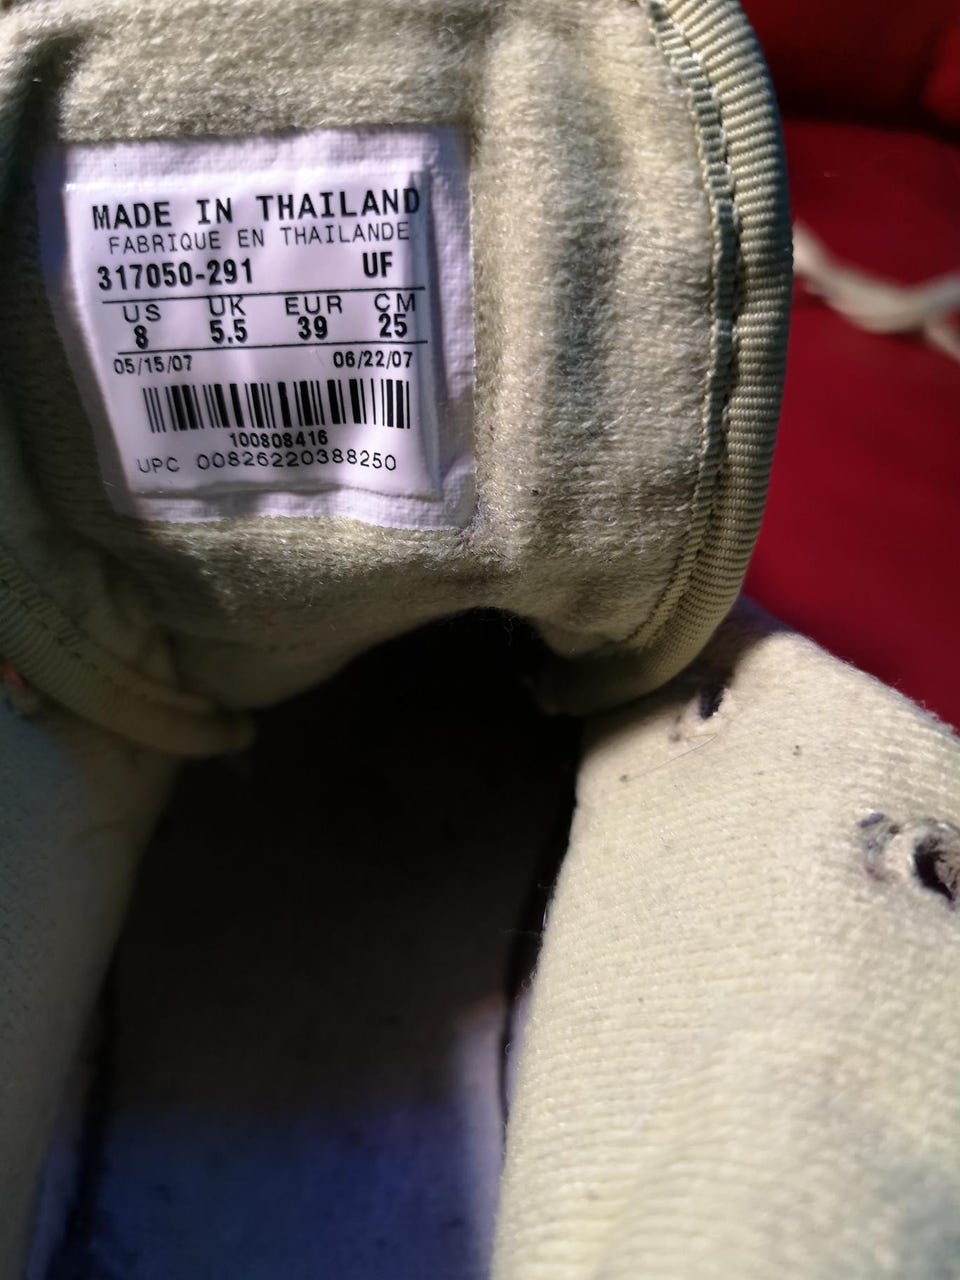 MADE IN THAILAND
FABRIQUE EN THAILANDE
317050-291 UF
US UK EUR CM
8 5.5 39 25
05/15/07 06/22/07
100808416
UPC 00826220388250